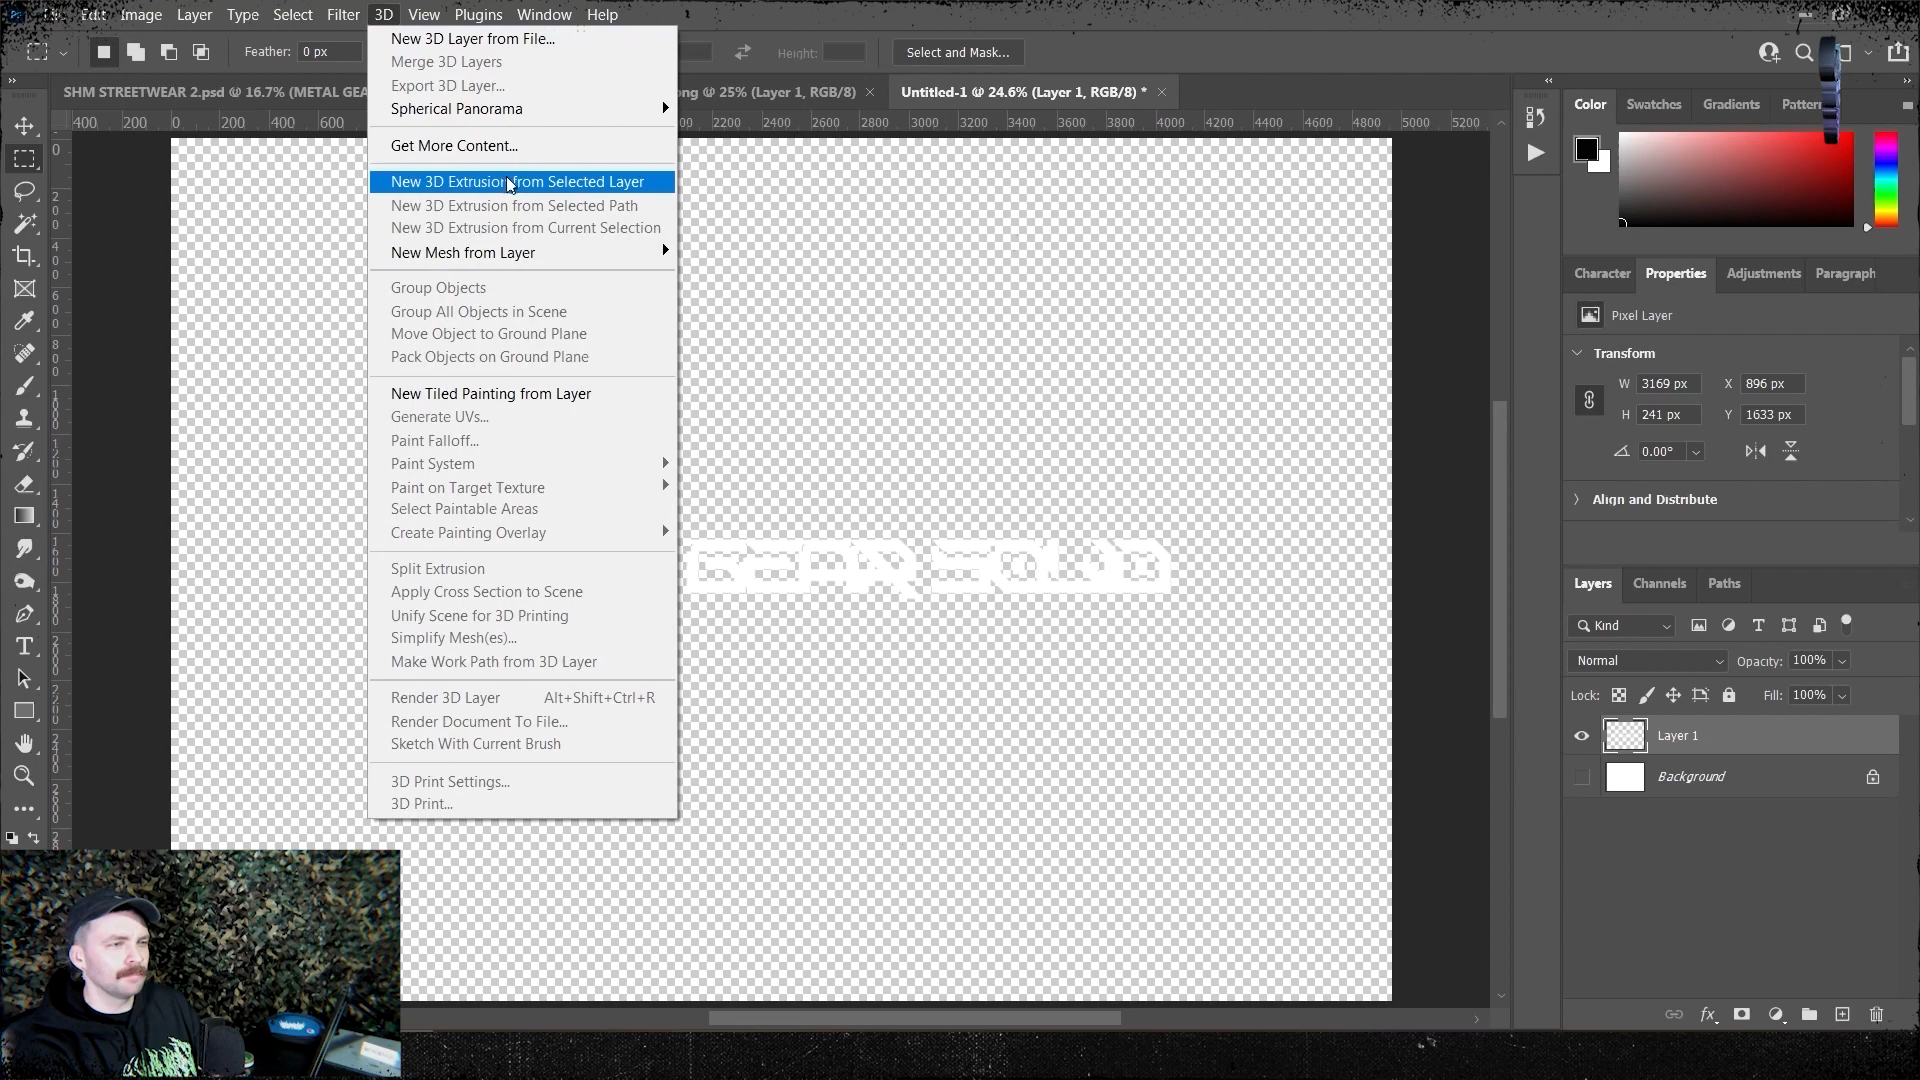 Edit Image Layer Type Select Filter 3D View Plugins Window Help
Feather: 0 px Height: Select and Mask...
SHM STREETWEAR 2.psd @ 16.7% (METAL GEA ong @ 25% (Layer 1, RGB/8) Untitled-1 @ 24.6% (Layer 1, RGB/8) *
400 200 0 200 400 600 2200 2400 2600 2800 3000 3200 3400 3600 3800 4000 4200 4400 4600 4800 5000 5200
New 3D Layer from File...
Merge 3D Layers
Export 3D Layer...
Spherical Panorama
Get More Content...
New 3D Extrusion from Selected Layer
New 3D Extrusion from Selected Path
New 3D Extrusion from Current Selection
New Mesh from Layer
Group Objects
Group All Objects in Scene
Move Object to Ground Plane
Pack Objects on Ground Plane
New Tiled Painting from Layer
Generate UVs...
Paint Falloff...
Paint System
Paint on Target Texture
Select Paintable Areas
Create Painting Overlay
Split Extrusion
Apply Cross Section to Scene
Unify Scene for 3D Printing
Simplify Mesh(es)...
Make Work Path from 3D Layer
Render 3D Layer Alt+Shift+Ctrl+R
Render Document To File...
Sketch With Current Brush
3D Print Settings...
3D Print...
GEAR SOLID
Color Swatches Gradients Pattern
Character Properties Adjustments Paragraph
Pixel Layer
Transform
W 3169 px X 896 px
H 241 px Y 1633 px
0.00°
Align and Distribute
Layers Channels Paths
Kind
Normal Opacity: 100%
Lock: Fill: 100%
Layer 1
Background